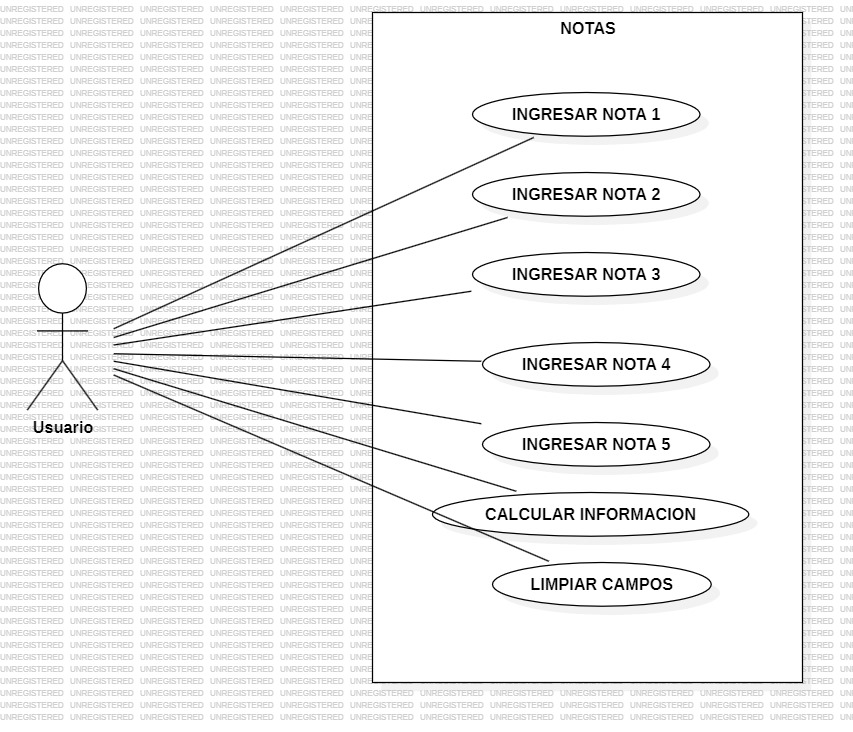 NOTAS
INGRESAR NOTA 1
INGRESAR NOTA 2
INGRESAR NOTA 3
INGRESAR NOTA 4
Usuario
INGRESAR NOTA 5
CALCULAR INFORMACION
LIMPIAR CAMPOS
UNREGISTERED